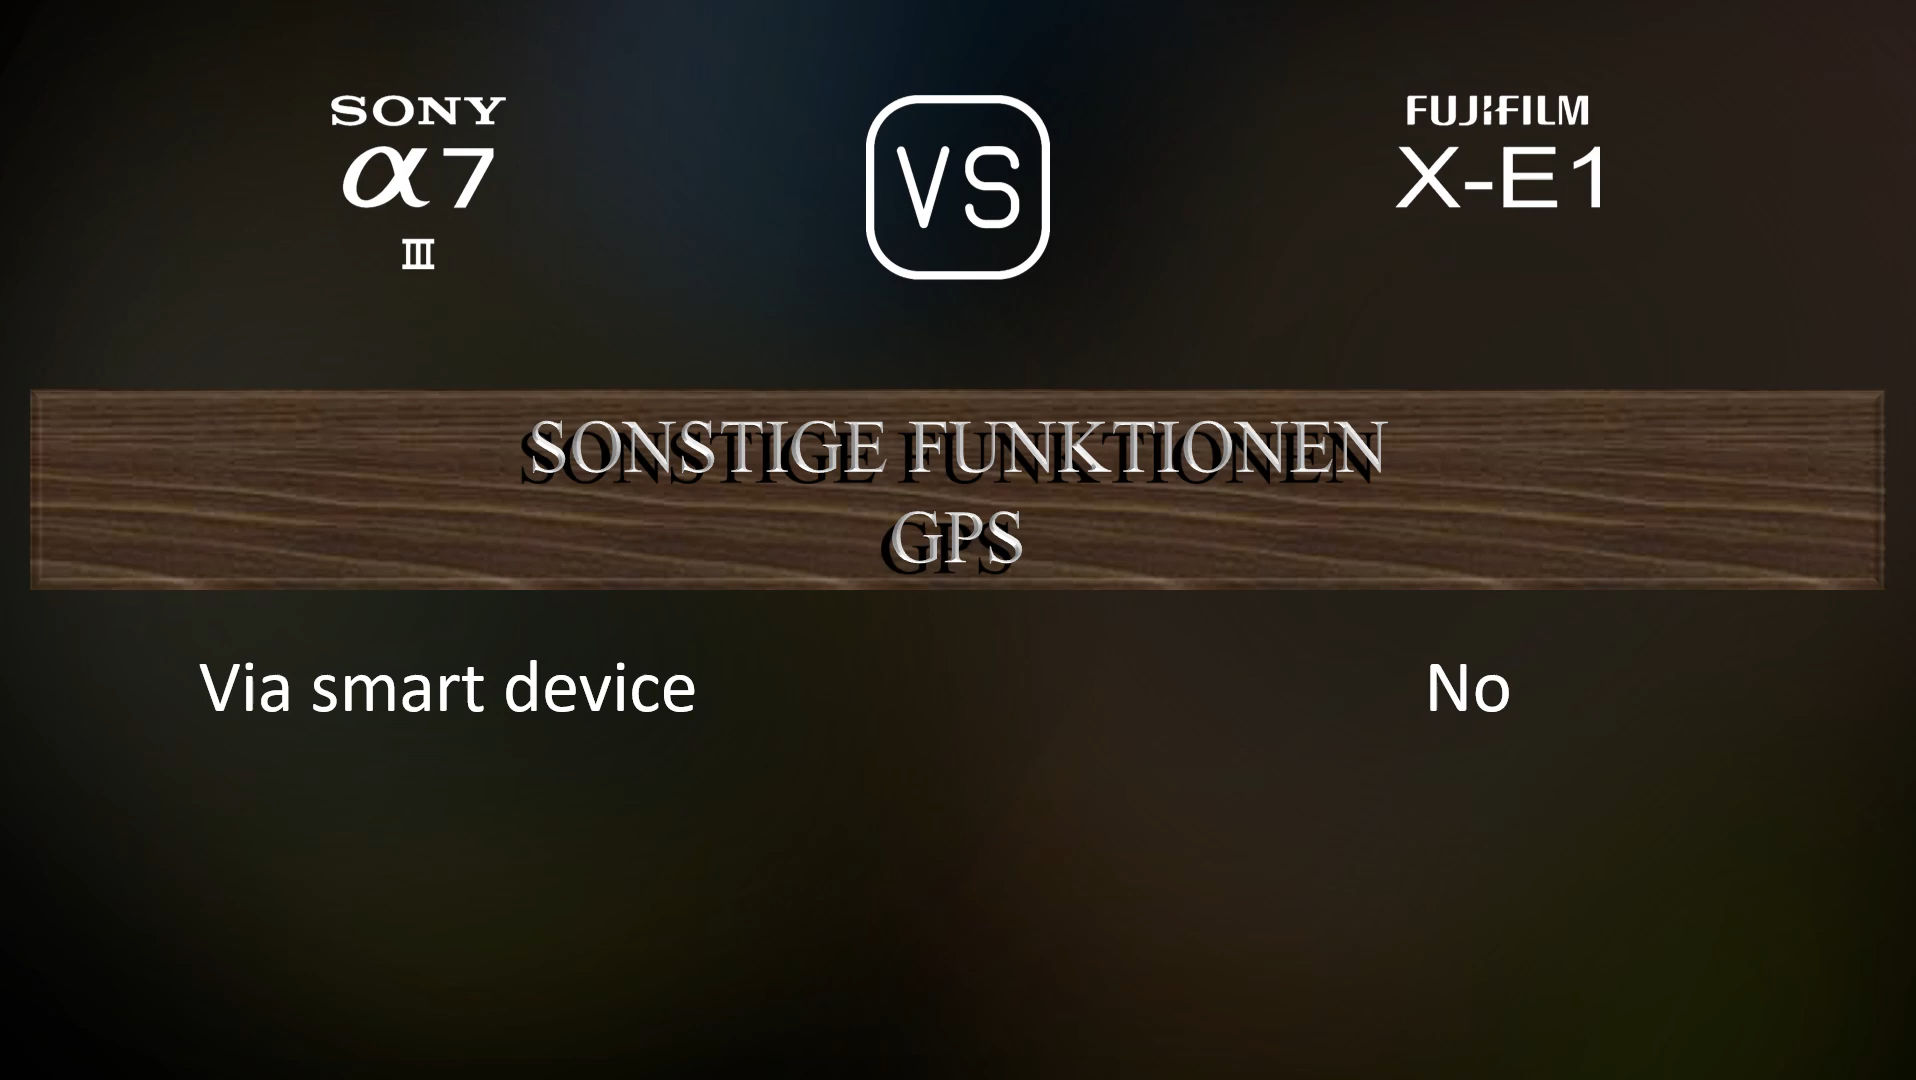 SONY
α7
III
VS
FUJIFILM
X-E1
SONSTIGE FUNKTIONEN
GPS
Via smart device
No